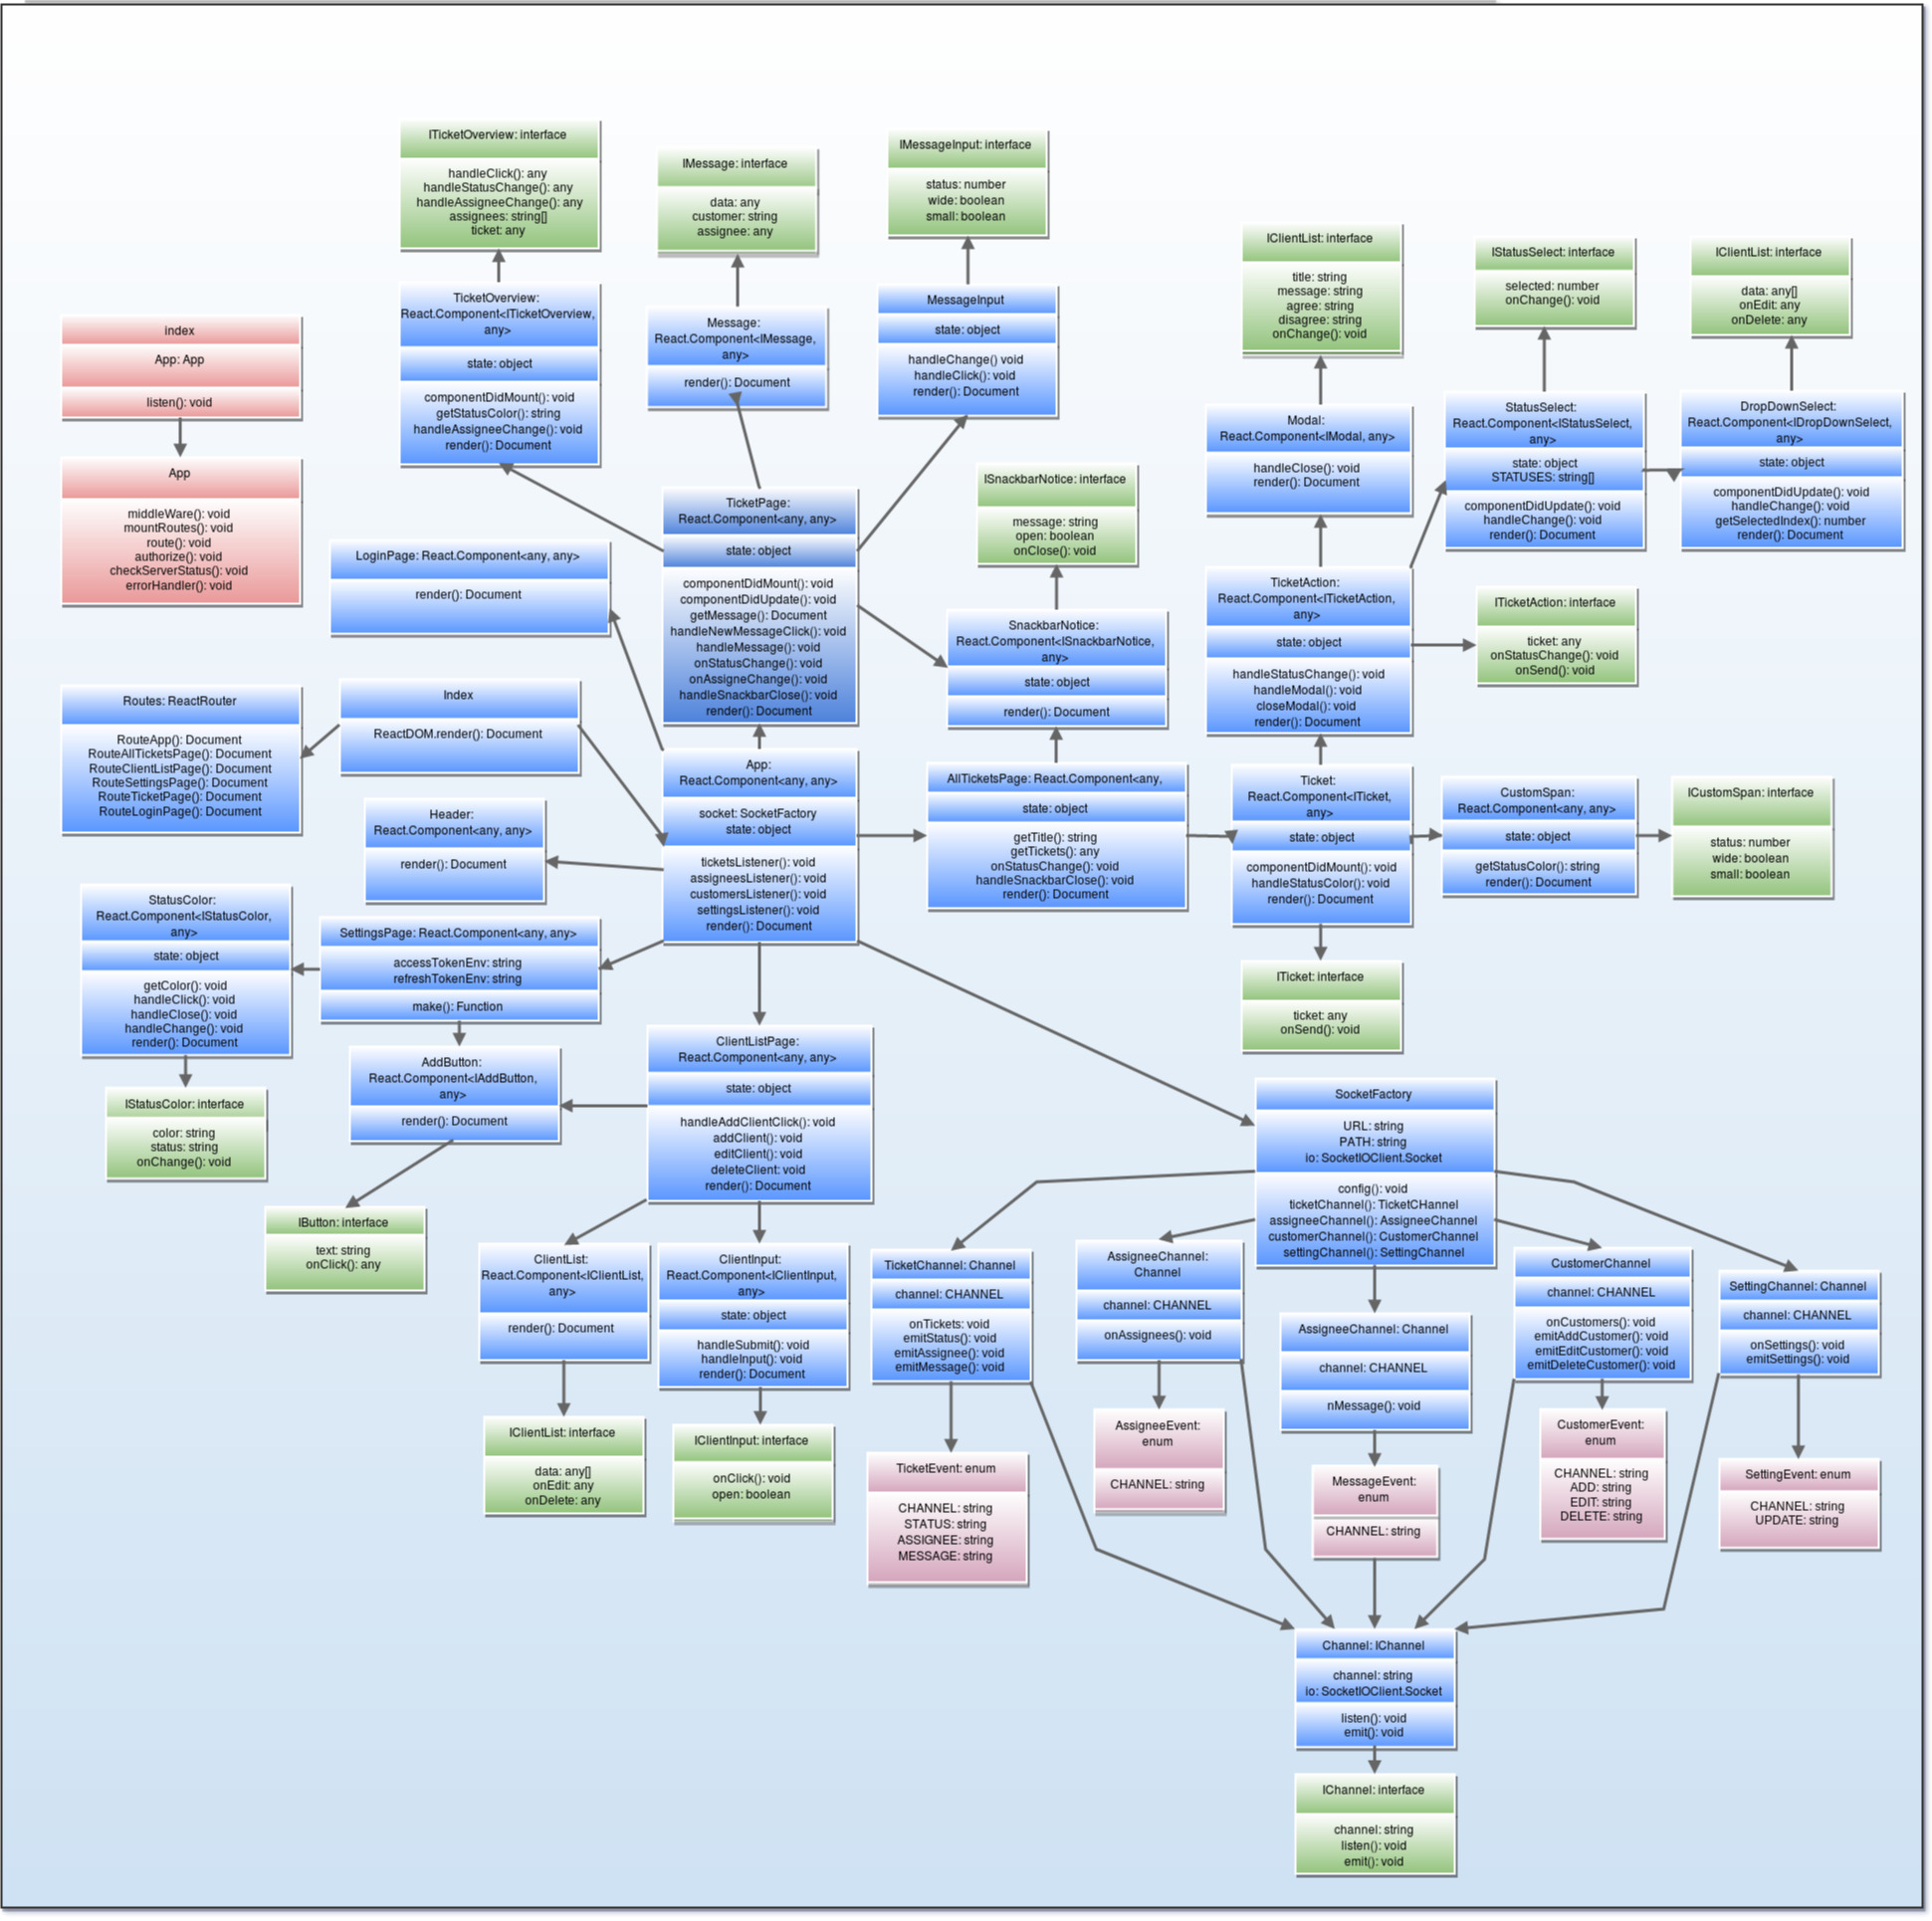 ITicketOverview: interface
handleClick(): any
handleStatusChange(): any
handleAssigneeChange(): any
assignees: string[]
ticket: any
IMessage: interface
data: any
customer: string
assignee: any
IMessageInput: interface
status: number
wide: boolean
small: boolean
IClientList: interface
title: string
message: string
agree: string
disagree: string
onChange(): void
IStatusSelect: interface
selected: number
onChange(): void
IClientList: interface
data: any[]
onEdit: any
onDelete: any
index
App: App
listen(): void
TicketOverview:
React.Component<ITicketOverview,
any>
state: object
componentDidMount(): void
getStatusColor(): string
handleAssigneeChange(): void
render(): Document
Message:
React.Component<IMessage,
any>
render(): Document
MessageInput
state: object
handleChange() void
handleClick(): void
render(): Document
Modal:
React.Component<IModal, any>
handleClose(): void
render(): Document
StatusSelect:
React.Component<IStatusSelect,
any>
state: object
STATUSES: string[]
componentDidUpdate(): void
handleChange(): void
render(): Document
DropDownSelect:
React.Component<IDropDownSelect,
any>
state: object
componentDidUpdate(): void
handleChange(): void
getSelectedIndex(): number
render(): Document
App
middleWare(): void
mountRoutes(): void
route(): void
authorize(): void
checkServerStatus(): void
errorHandler(): void
LoginPage: React.Component<any, any>
render(): Document
TicketPage:
React.Component<any, any>
state: object
componentDidMount(): void
componentDidUpdate(): void
getMessage(): Document
handleNewMessageClick(): void
handleMessage(): void
onStatusChange(): void
onAssigneChange(): void
handleSnackbarClose(): void
render(): Document
ISnackbarNotice: interface
message: string
open: boolean
onClose(): void
SnackbarNotice:
React.Component<ISnackbarNotice,
any>
state: object
render(): Document
TicketAction:
React.Component<ITicketAction,
any>
state: object
handleStatusChange(): void
handleModal(): void
closeModal(): void
render(): Document
ITicketAction: interface
ticket: any
onStatusChange(): void
onSend(): void
Routes: ReactRouter
RouteApp(): Document
RouteAllTicketsPage(): Document
RouteClientListPage(): Document
RouteSettingsPage(): Document
RouteTicketPage(): Document
RouteLoginPage(): Document
Index
ReactDOM.render(): Document
Header:
React.Component<any, any>
render(): Document
App:
React.Component<any, any>
socket: SocketFactory
state: object
ticketsListener(): void
assigneesListener(): void
customersListener(): void
settingsListener(): void
render(): Document
AllTicketsPage: React.Component<any,
state: object
getTitle(): string
getTickets(): any
onStatusChange(): void
handleSnackbarClose(): void
render(): Document
Ticket:
React.Component<ITicket,
any>
state: object
componentDidMount(): void
handleStatusColor(): void
render(): Document
CustomSpan:
React.Component<any, any>
state: object
getStatusColor(): string
render(): Document
ICustomSpan: interface
status: number
wide: boolean
small: boolean
StatusColor:
React.Component<IStatusColor,
any>
state: object
getColor(): void
handleClick(): void
handleClose(): void
handleChange(): void
render(): Document
SettingsPage: React.Component<any, any>
accessTokenEnv: string
refreshTokenEnv: string
make(): Function
ITicket: interface
ticket: any
onSend(): void
IStatusColor: interface
color: string
status: string
onChange(): void
AddButton:
React.Component<IAddButton,
any>
render(): Document
ClientListPage:
React.Component<any, any>
state: object
handleAddClientClick(): void
addClient(): void
editClient(): void
deleteClient: void
render(): Document
SocketFactory
URL: string
PATH: string
io: SocketIOClient.Socket
config(): void
ticketChannel(): TicketCHannel
assigneeChannel(): AssigneeChannel
customerChannel(): CustomerChannel
settingChannel(): SettingChannel
IButton: interface
text: string
onClick(): any
ClientList:
React.Component<IClientList,
any>
render(): Document
ClientInput:
React.Component<IClientInput,
any>
state: object
handleSubmit(): void
handleInput(): void
render(): Document
TicketChannel: Channel
channel: CHANNEL
onTickets: void
emitStatus(): void
emitAssignee(): void
emitMessage(): void
AssigneeChannel:
Channel
channel: CHANNEL
onAssignees(): void
AssigneeChannel: Channel
channel: CHANNEL
nMessage(): void
CustomerChannel
channel: CHANNEL
onCustomers(): void
emitAddCustomer(): void
emitEditCustomer(): void
emitDeleteCustomer(): void
SettingChannel: Channel
channel: CHANNEL
onSettings(): void
emitSettings(): void
IClientList: interface
data: any[]
onEdit: any
onDelete: any
IClientInput: interface
onClick(): void
open: boolean
TicketEvent: enum
CHANNEL: string
STATUS: string
ASSIGNEE: string
MESSAGE: string
AssigneeEvent:
enum
CHANNEL: string
MessageEvent:
enum
CHANNEL: string
CustomerEvent:
enum
CHANNEL: string
ADD: string
EDIT: string
DELETE: string
SettingEvent: enum
CHANNEL: string
UPDATE: string
Channel: IChannel
channel: string
io: SocketIOClient.Socket
listen(): void
emit(): void
IChannel: interface
channel: string
listen(): void
emit(): void